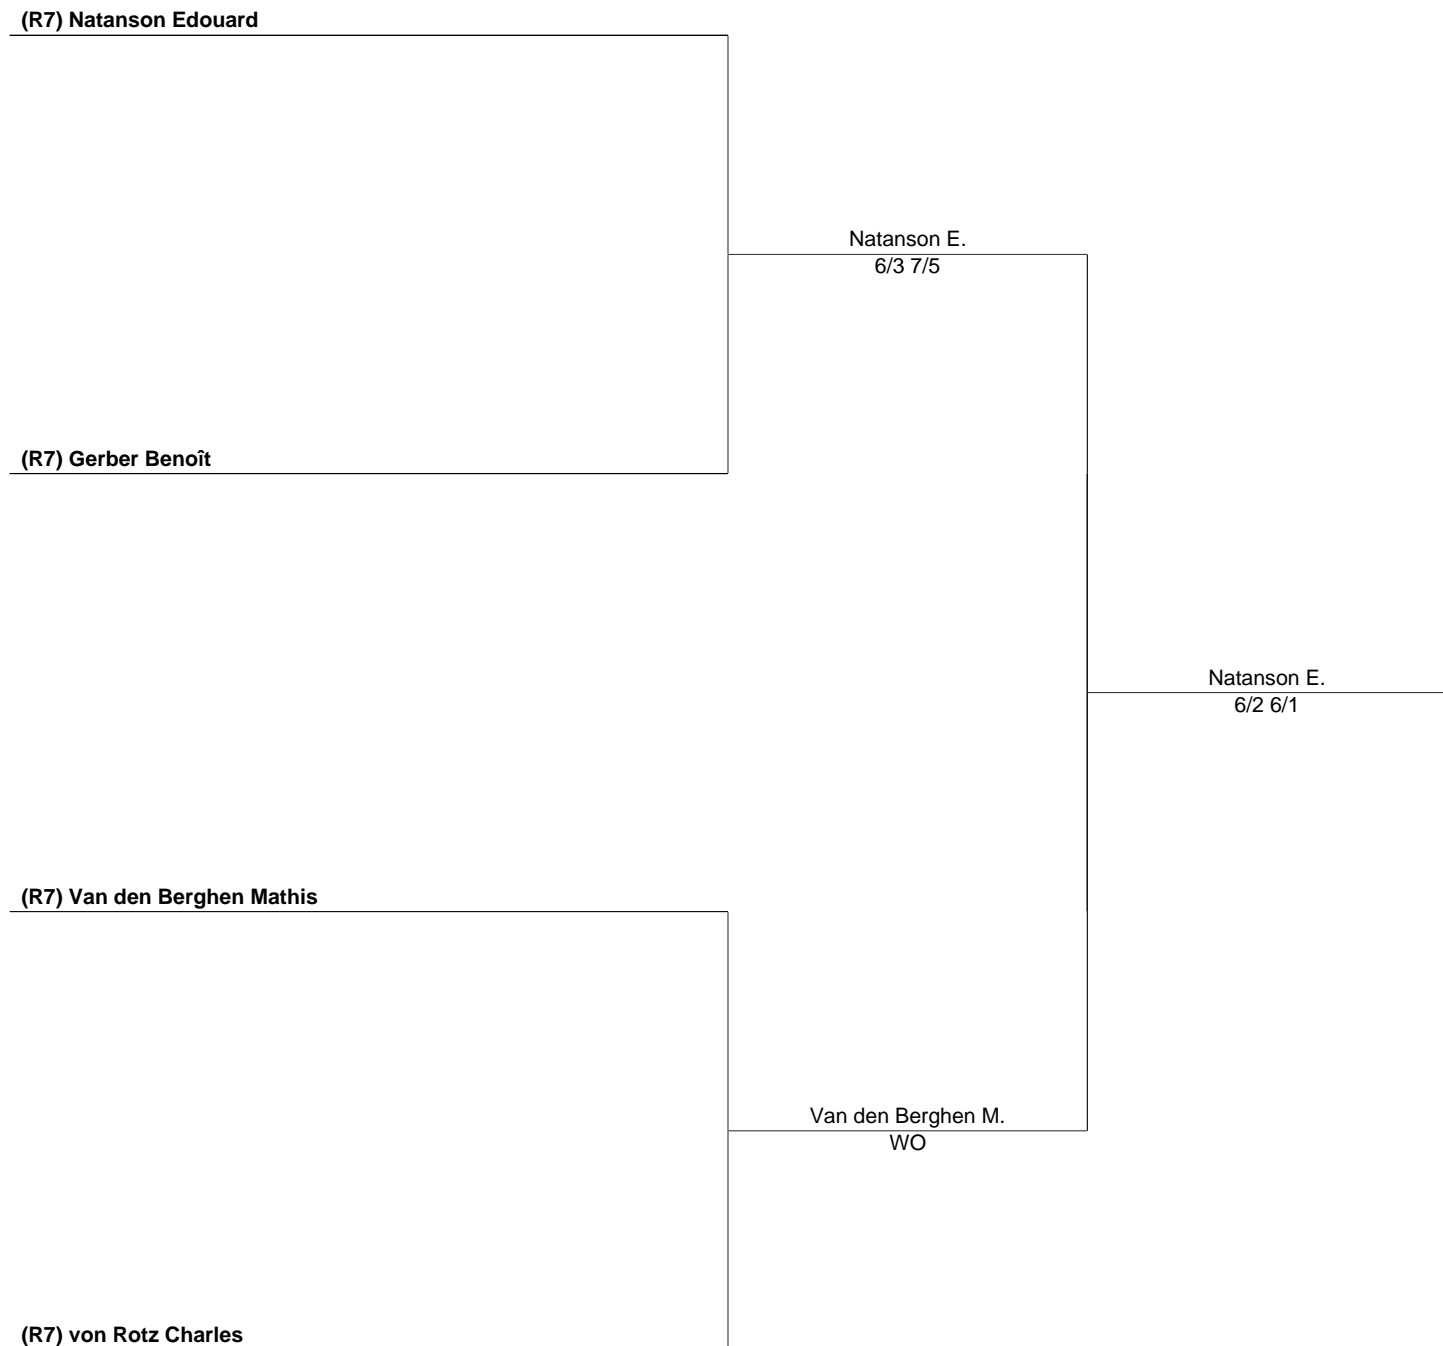 (R7) Natanson Edouard
Natanson E.
6/3 7/5
(R7) Gerber Benoît
Natanson E.
6/2 6/1
(R7) Van den Berghen Mathis
Van den Berghen M.
WO
(R7) von Rotz Charles